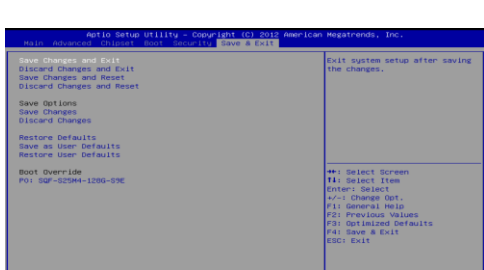 Aptio Setup Utility - Copyright (C) 2012 American Megatrends, Inc.
Main Advanced Chipset Boot Security Save & Exit
Save Changes and Exit
Discard Changes and Exit
Save Changes and Reset
Discard Changes and Reset
Save Options
Save Changes
Discard Changes
Restore Defaults
Save as User Defaults
Restore User Defaults
Boot Override
P0: SQF-S25M4-128G-S9E
Exit system setup after saving
the changes.
→←: Select Screen
↑↓: Select Item
Enter: Select
+/-: Change Opt.
F1: General Help
F2: Previous Values
F3: Optimized Defaults
F4: Save & Exit
ESC: Exit